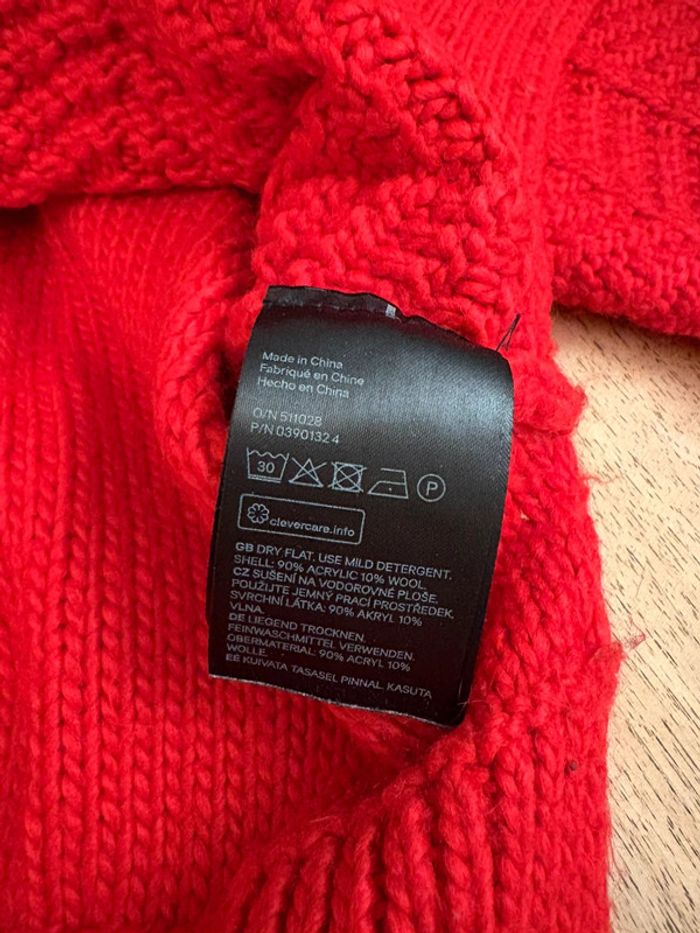 Made in China
Fabriqué en Chine
Hecho en China
O/N 511028
P/N 0390132 4
30
P
clevercare.info
GB DRY FLAT. USE MILD DETERGENT.
SHELL: 90% ACRYLIC 10% WOOL.
CZ SUŠENÍ NA VODOROVNÉ PLOŠE.
POUŽIJTE JEMNÝ PRACÍ PROSTŘEDEK.
SVRCHNÍ LÁTKA: 90% AKRYL 10%
VLNA.
DE LIEGEND TROCKNEN.
FEINWASCHMITTEL VERWENDEN.
OBERMATERIAL: 90% ACRYL 10%
WOLLE.
EE KUIVATA TASASEL PINNAL. KASUTA